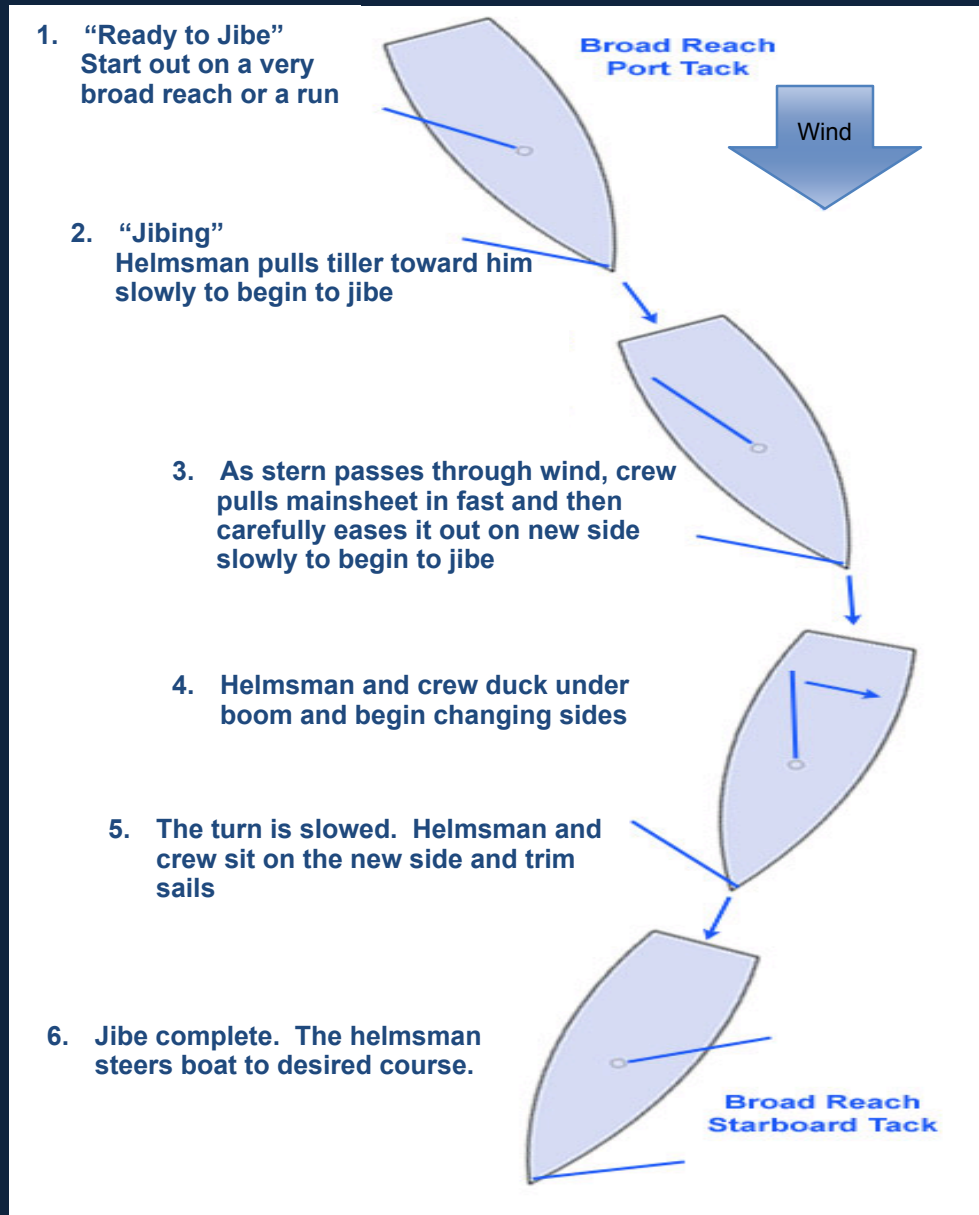 1. “Ready to Jibe”
Start out on a very
broad reach or a run
Broad Reach
Port Tack
Wind
2. “Jibing”
Helmsman pulls tiller toward him
slowly to begin to jibe
3. As stern passes through wind, crew
pulls mainsheet in fast and then
carefully eases it out on new side
slowly to begin to jibe
4. Helmsman and crew duck under
boom and begin changing sides
5. The turn is slowed. Helmsman and
crew sit on the new side and trim
sails
6. Jibe complete. The helmsman
steers boat to desired course.
Broad Reach
Starboard Tack